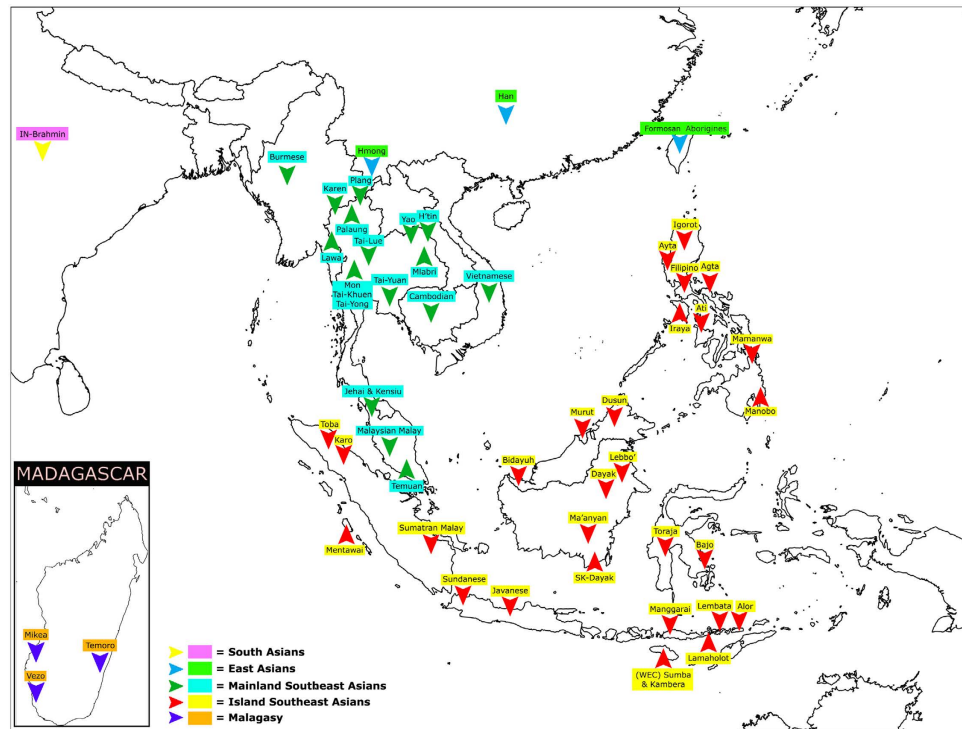 Han
IN-Brahmin
Formosan Aborigines
Hmong
Burmese
Plang
Karen
Palaung
Yao
H'tin
Lawa
Tai-Lue
Mlabri
Mon
Tai-Khuen
Tai-Yong
Tai-Yuan
Cambodian
Vietnamese
Igorot
Ayta
Filipino
Agta
Iraya
Ati
Mamanwa
Manobo
Jehai & Kensiu
Malaysian Malay
Temuan
Toba
Karo
Mentawai
Sumatran Malay
Sundanese
Javanese
Dusun
Murut
Bidayuh
Lebbo'
Dayak
Ma'anyan
SK-Dayak
Toraja
Bajo
Manggarai
Lembata
Alor
Lamaholot
(WEC) Sumba
& Kambera
MADAGASCAR
Mikea
Temoro
Vezo
= South Asians
= East Asians
= Mainland Southeast Asians
= Island Southeast Asians
= Malagasy